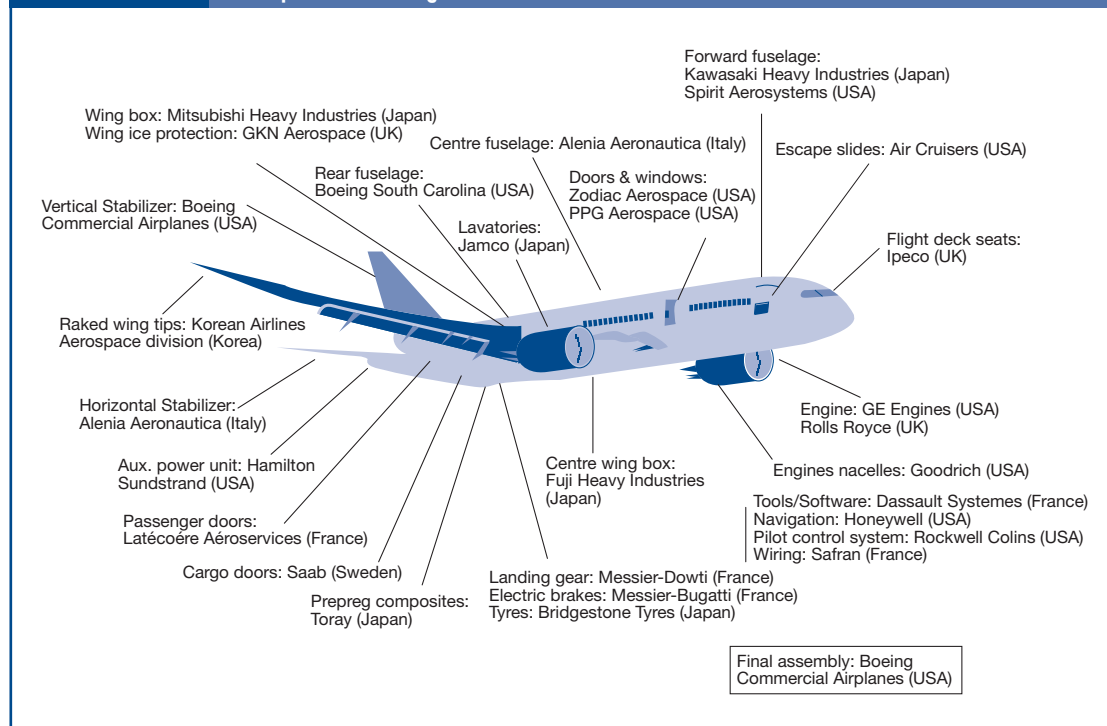 Forward fuselage:
Kawasaki Heavy Industries (Japan)
Spirit Aerosystems (USA)
Wing box: Mitsubishi Heavy Industries (Japan)
Wing ice protection: GKN Aerospace (UK)
Centre fuselage: Alenia Aeronautica (Italy)
Escape slides: Air Cruisers (USA)
Rear fuselage:
Boeing South Carolina (USA)
Doors & windows:
Zodiac Aerospace (USA)
PPG Aerospace (USA)
Vertical Stabilizer: Boeing
Commercial Airplanes (USA)
Lavatories:
Jamco (Japan)
Flight deck seats:
Ipeco (UK)
Raked wing tips: Korean Airlines
Aerospace division (Korea)
Horizontal Stabilizer:
Alenia Aeronautica (Italy)
Engine: GE Engines (USA)
Rolls Royce (UK)
Aux. power unit: Hamilton
Sundstrand (USA)
Centre wing box:
Fuji Heavy Industries
(Japan)
Engines nacelles: Goodrich (USA)
Tools/Software: Dassault Systemes (France)
Navigation: Honeywell (USA)
Pilot control system: Rockwell Colins (USA)
Wiring: Safran (France)
Passenger doors:
Latécoére Aéroservices (France)
Cargo doors: Saab (Sweden)
Landing gear: Messier-Dowti (France)
Electric brakes: Messier-Bugatti (France)
Tyres: Bridgestone Tyres (Japan)
Prepreg composites:
Toray (Japan)
Final assembly: Boeing
Commercial Airplanes (USA)